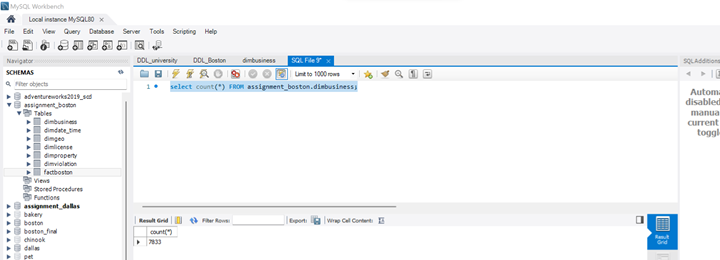 MySQL Workbench
Local instance MySQL80
File Edit View Query Database Server Tools Scripting Help
Navigator
SCHEMAS
Filter objects
adventureworks2019_scd
assignment_boston
Tables
dimbusiness
dimdate_time
dimgeo
dimlicense
dimproperty
dimviolation
factboston
Views
Stored Procedures
Functions
assignment_dallas
bakery
boston
boston_final
chinook
dallas
pet
DDL_university DDL_Boston dimbusiness SQL File 9*
Limit to 1000 rows
1 select count(*) FROM assignment_boston.dimbusiness;
Result Grid Filter Rows: Export: Wrap Cell Content:
count(*)
7833
Result
Grid
SQLAdditions
Automa
disabled
manua
current
toggle